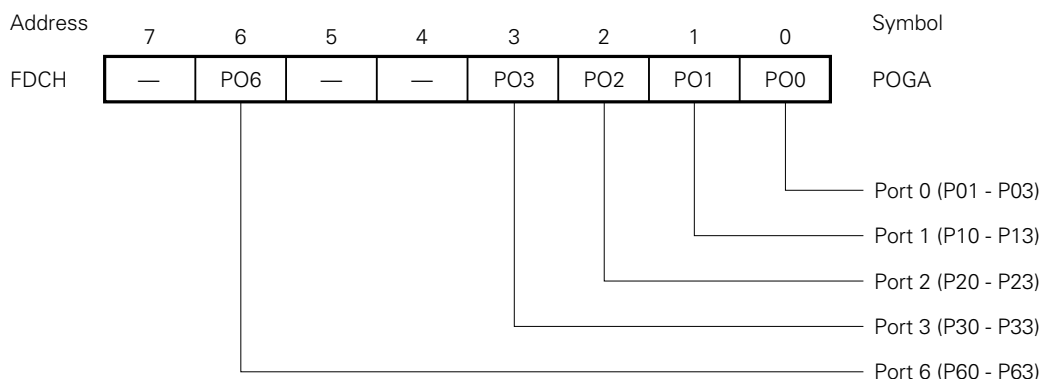 Address 7 6 5 4 3 2 1 0 Symbol
FDCH — PO6 — — PO3 PO2 PO1 PO0 POGA
Port 0 (P01 - P03)
Port 1 (P10 - P13)
Port 2 (P20 - P23)
Port 3 (P30 - P33)
Port 6 (P60 - P63)